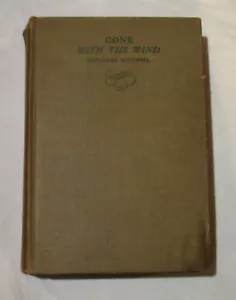 GONE
WITH THE WIND
MARGARET MITCHELL